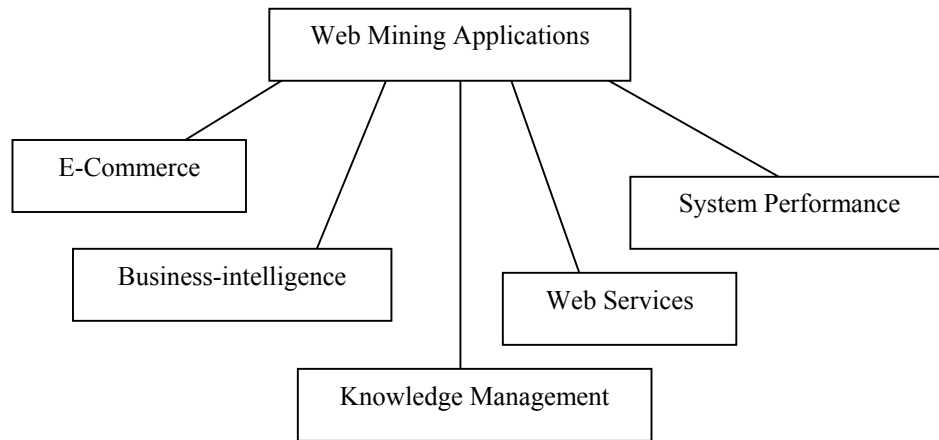 Web Mining Applications
E-Commerce
System Performance
Business-intelligence
Web Services
Knowledge Management